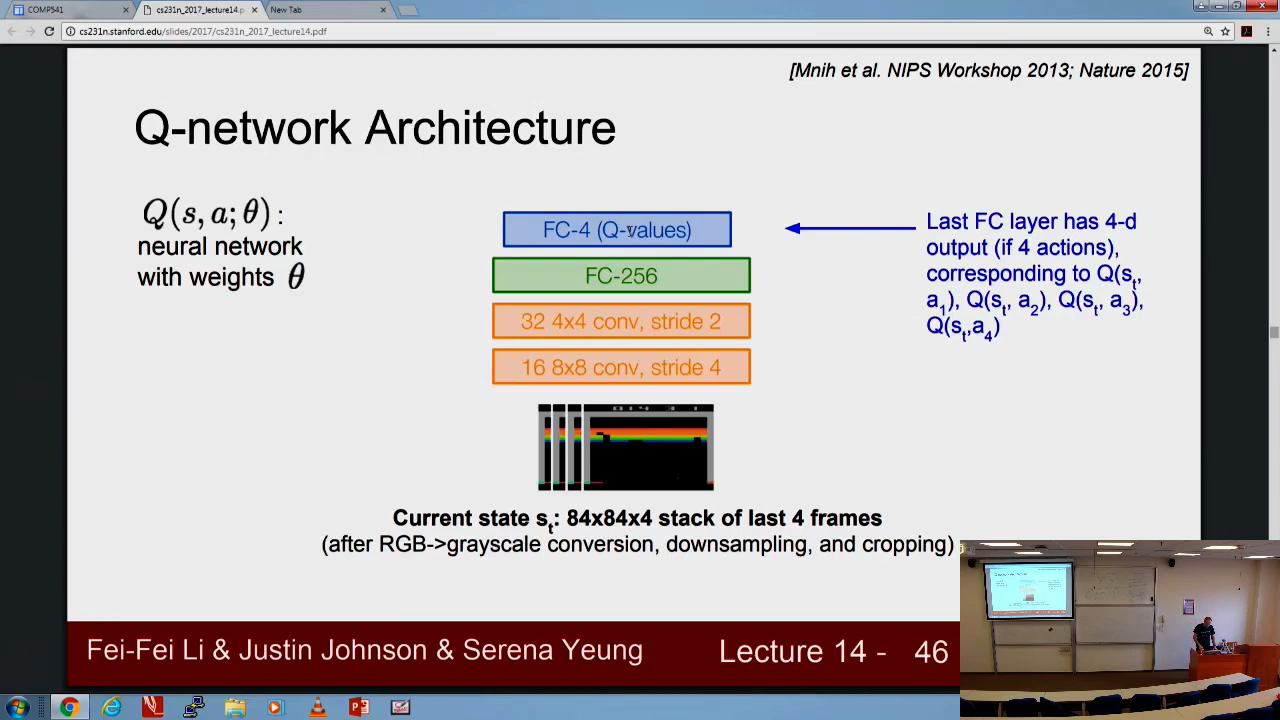 COMP541
cs231n_2017_lecture14.p
New Tab
cs231n.stanford.edu/slides/2017/cs231n_2017_lecture14.pdf
[Mnih et al. NIPS Workshop 2013; Nature 2015]
Q-network Architecture
Q(s, a; θ) :
neural network
with weights θ
FC-4 (Q-values)
FC-256
32 4x4 conv, stride 2
16 8x8 conv, stride 4
Last FC layer has 4-d
output (if 4 actions),
corresponding to Q(st,
a1), Q(st, a2), Q(st, a3),
Q(st,a4)
Current state st: 84x84x4 stack of last 4 frames
(after RGB->grayscale conversion, downsampling, and cropping)
Fei-Fei Li & Justin Johnson & Serena Yeung
Lecture 14 - 46